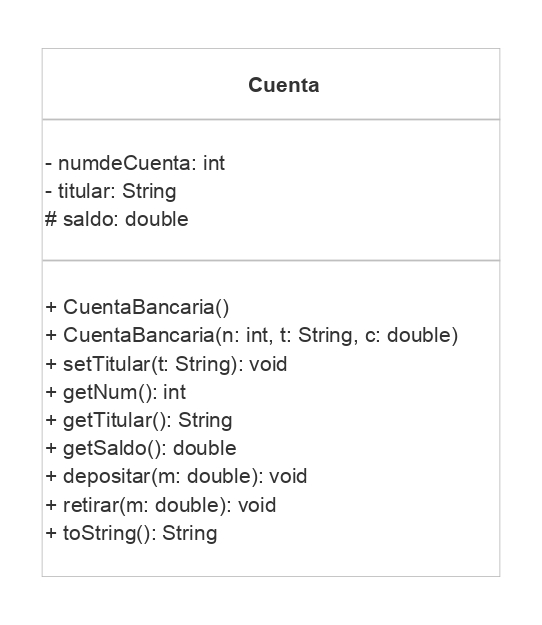 Cuenta
- numdeCuenta: int
- titular: String
# saldo: double
+ CuentaBancaria()
+ CuentaBancaria(n: int, t: String, c: double)
+ setTitular(t: String): void
+ getNum(): int
+ getTitular(): String
+ getSaldo(): double
+ depositar(m: double): void
+ retirar(m: double): void
+ toString(): String